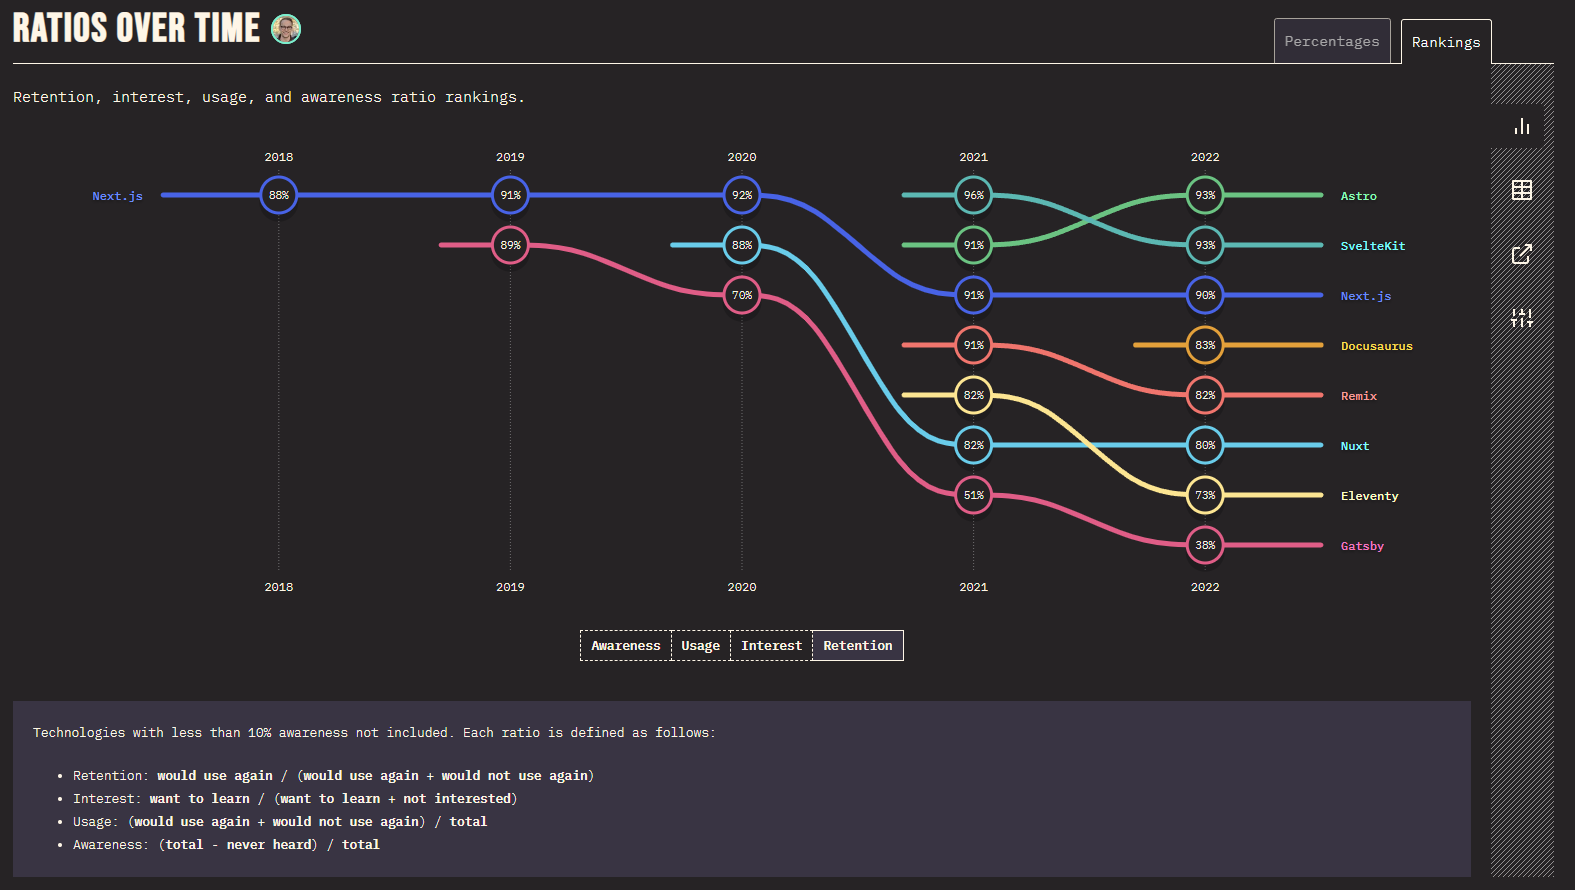 RATIOS OVER TIME
Percentages
Rankings
Retention, interest, usage, and awareness ratio rankings.
2018 2019 2020 2021 2022
Next.js 88% 91% 92% 96% 93% Astro
89% 88% 91% 93% SvelteKit
70% 91% 90% Next.js
91% 83% Docusaurus
82% 82% Remix
82% 80% Nuxt
51% 73% Eleventy
38% Gatsby
2018 2019 2020 2021 2022
Awareness Usage Interest Retention
Technologies with less than 10% awareness not included. Each ratio is defined as follows:
• Retention: would use again / (would use again + would not use again)
• Interest: want to learn / (want to learn + not interested)
• Usage: (would use again + would not use again) / total
• Awareness: (total - never heard) / total